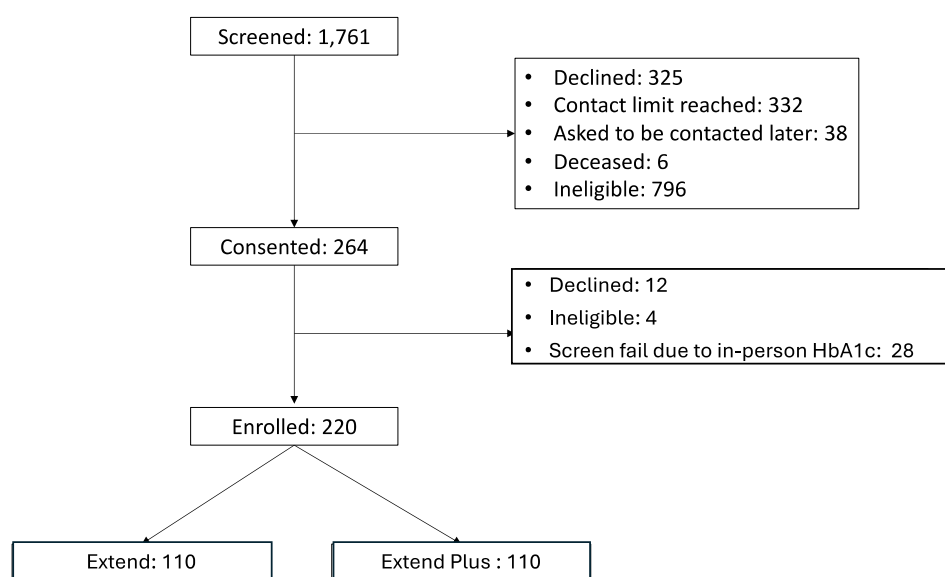 Screened: 1,761
• Declined: 325
• Contact limit reached: 332
• Asked to be contacted later: 38
• Deceased: 6
• Ineligible: 796
Consented: 264
• Declined: 12
• Ineligible: 4
• Screen fail due to in-person HbA1c: 28
Enrolled: 220
Extend: 110
Extend Plus : 110